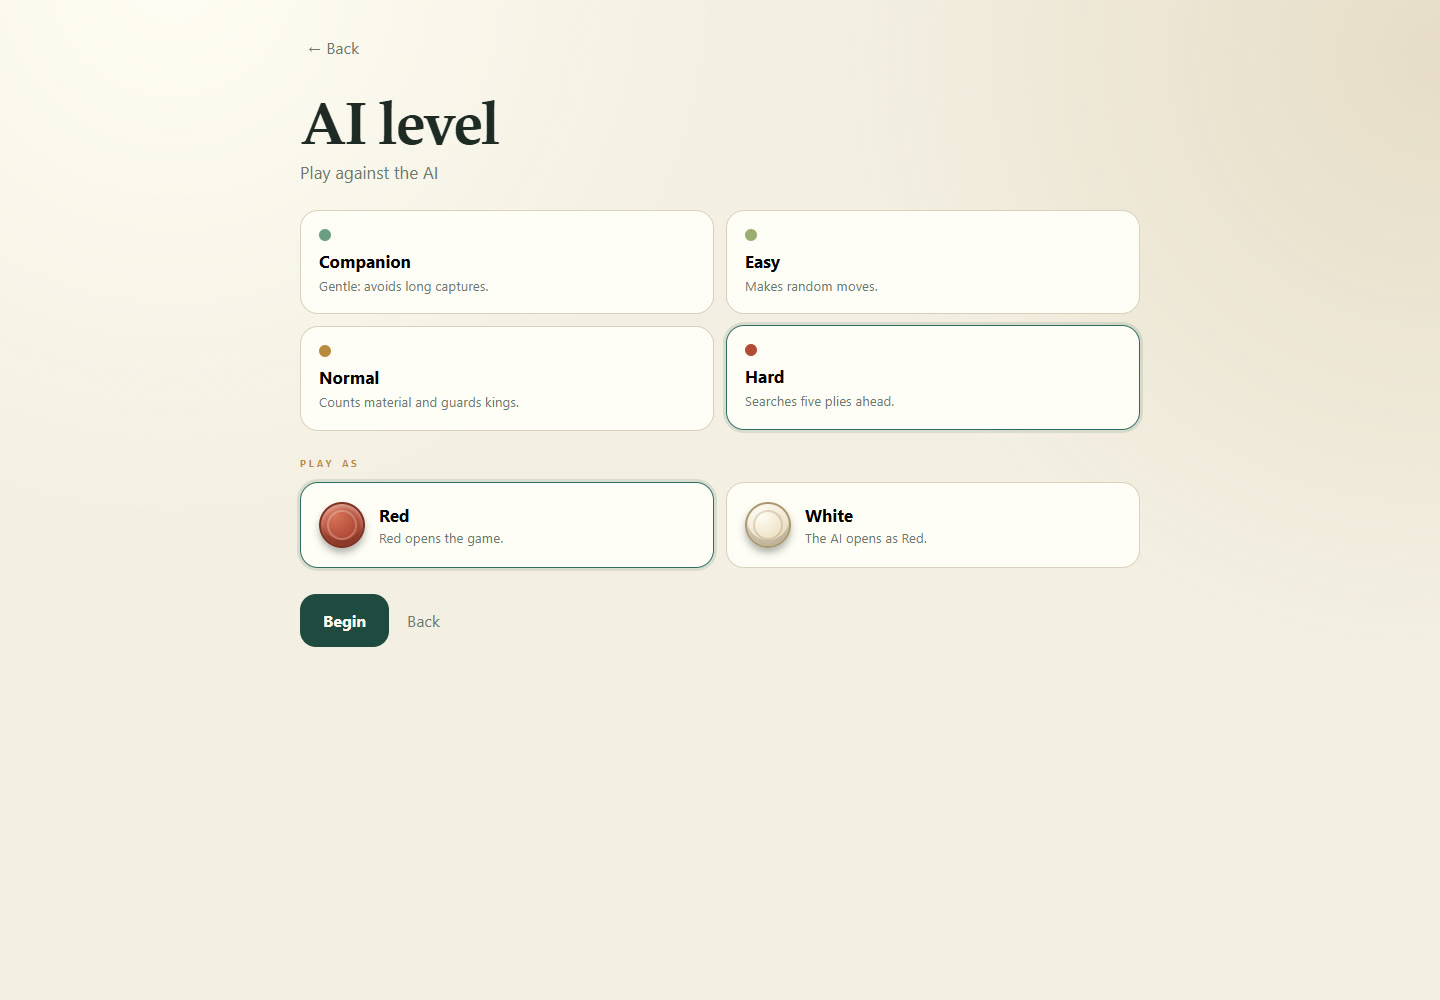 ← Back
AI level
Play against the AI
Companion
Gentle: avoids long captures.
Easy
Makes random moves.
Normal
Counts material and guards kings.
Hard
Searches five plies ahead.
PLAY AS
Red
Red opens the game.
White
The AI opens as Red.
Begin
Back